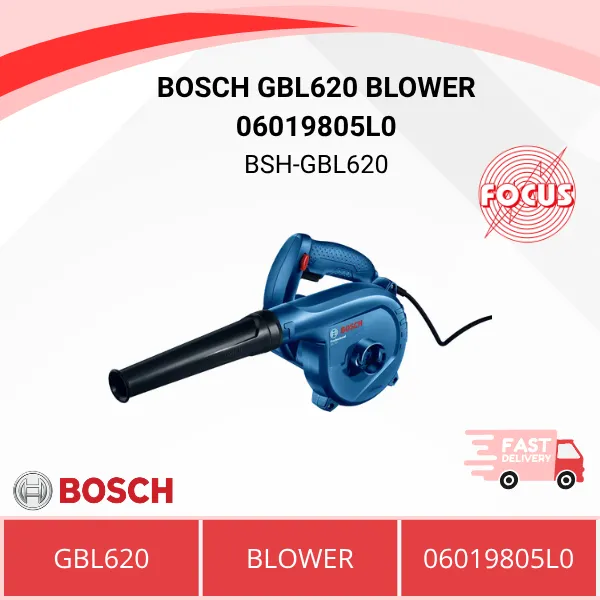 BOSCH GBL620 BLOWER
06019805L0
BSH-GBL620
FOCUS
BOSCH
FAST
DELIVERY
BOSCH
GBL620
BLOWER
06019805L0